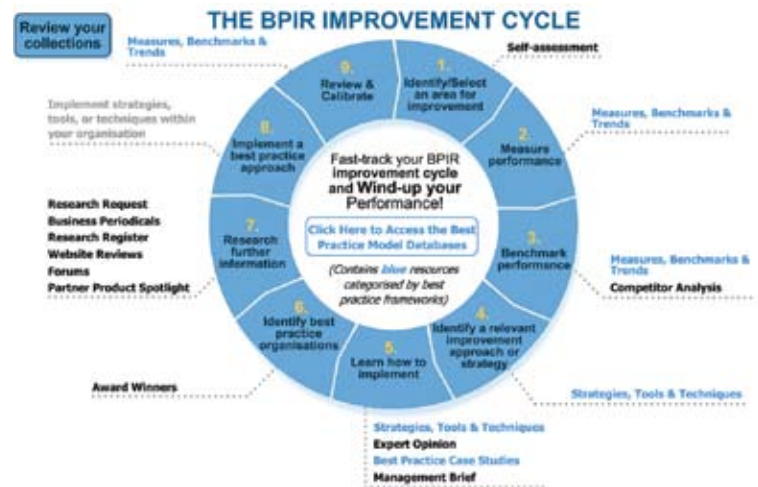 Review your
collections
THE BPIR IMPROVEMENT CYCLE
Measures, Benchmarks &
Trends
Self-assessment
9.
Review &
Calibrate
1.
Identify/Select
an area for
improvement
Implement strategies,
tools, or techniques within
your organisation
8.
Implement a
best practice
approach
2.
Measure
performance
Measures, Benchmarks &
Trends
Fast-track your BPIR
improvement cycle
and Wind-up your
Performance!
Click Here to Access the Best
Practice Model Databases
(Contains blue resources
categorised by best
practice frameworks)
Research Request
Business Periodicals
Research Register
Website Reviews
Forums
Partner Product Spotlight
7.
Research
further
information
3.
Benchmark
performance
Measures, Benchmarks &
Trends
Competitor Analysis
6.
Identify best
practice
organisations
4.
Identify a relevant
improvement
approach or
strategy
5.
Learn how to
implement
Award Winners
Strategies, Tools & Techniques
Strategies, Tools & Techniques
Expert Opinion
Best Practice Case Studies
Management Brief